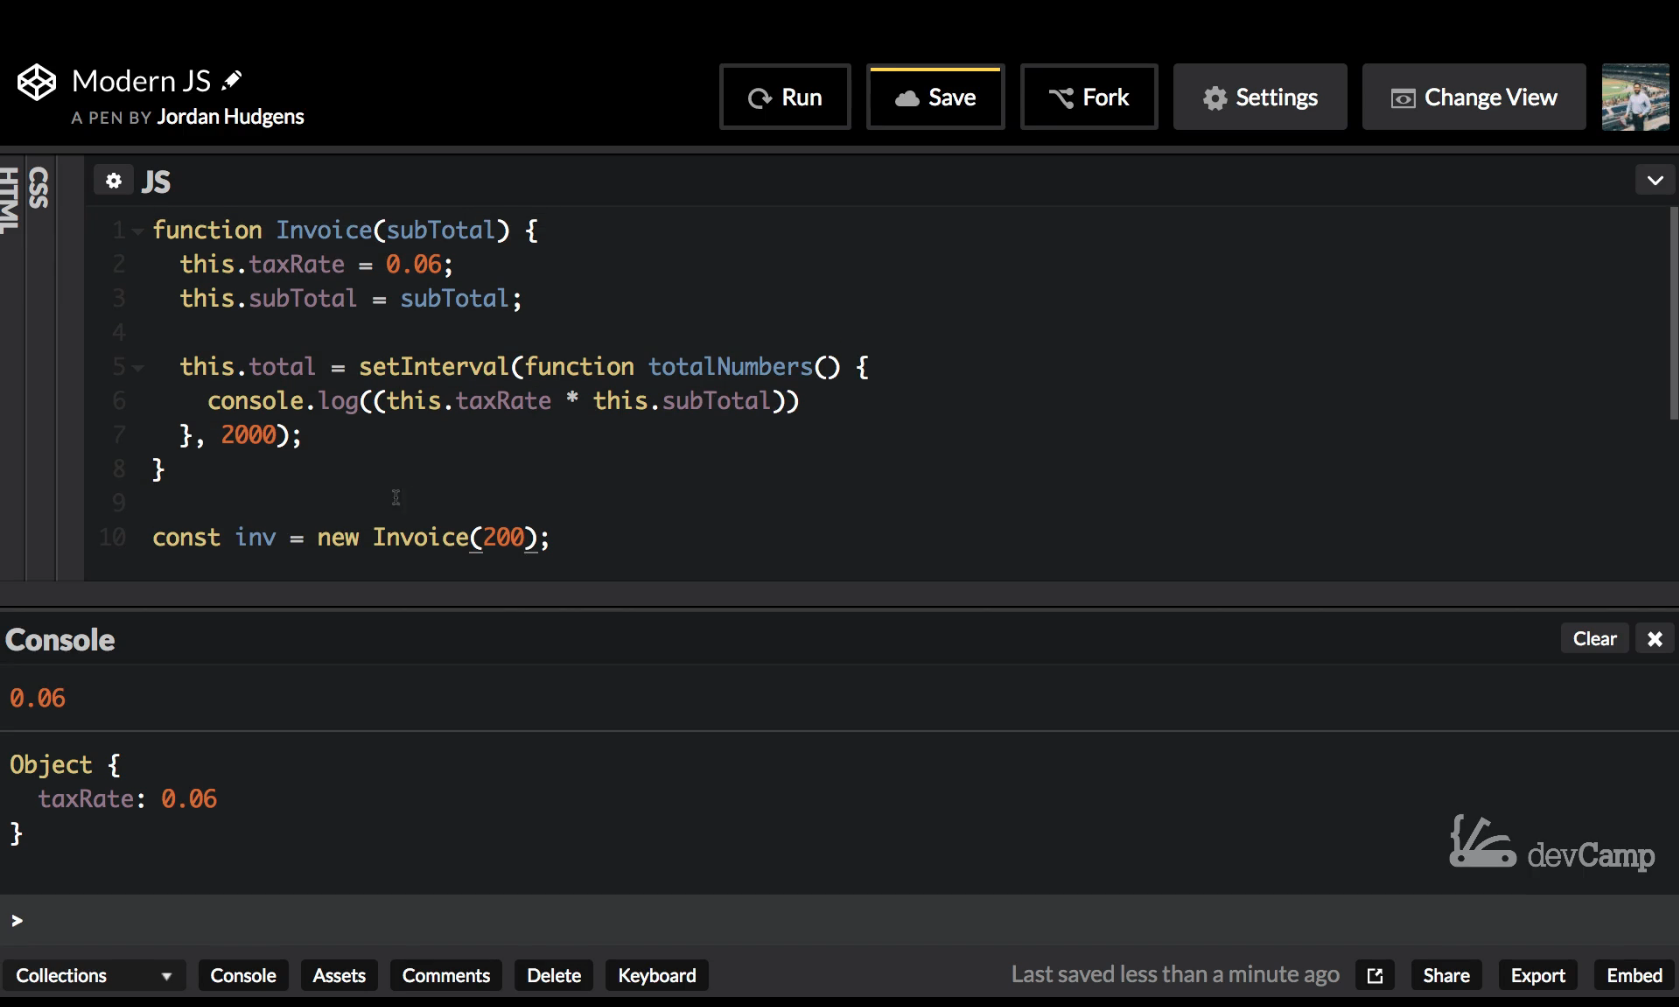 Modern JS
A PEN BY Jordan Hudgens
Run
Save
Fork
Settings
Change View
HTML
CSS
JS
1 function Invoice(subTotal) {
2 this.taxRate = 0.06;
3 this.subTotal = subTotal;
4
5 this.total = setInterval(function totalNumbers() {
6 console.log((this.taxRate * this.subTotal))
7 }, 2000);
8 }
9
10 const inv = new Invoice(200);
Console
Clear
0.06
Object {
taxRate: 0.06
}
devCamp
>
Collections
Console
Assets
Comments
Delete
Keyboard
Last saved less than a minute ago
Share
Export
Embed